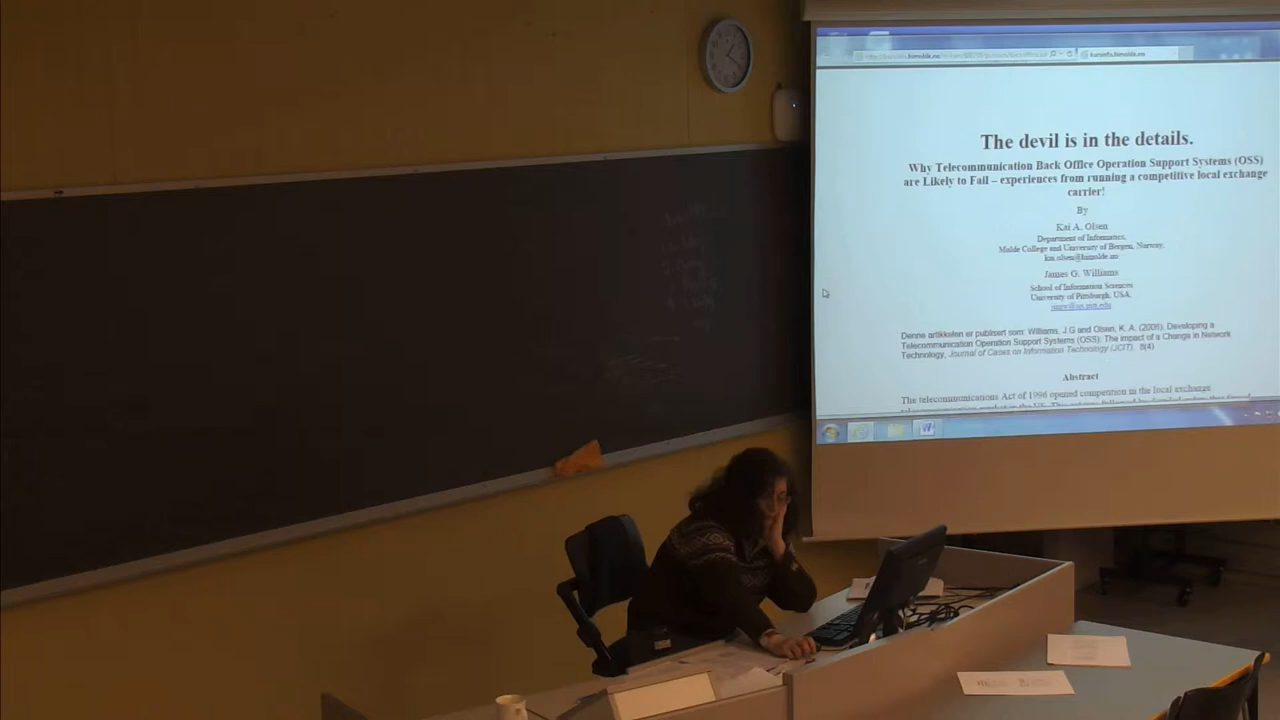 The devil is in the details.
Why Telecommunication Back Office Operation Support Systems (OSS)
are Likely to Fail – experiences from running a competitive local exchange
carrier!
By
Kai A. Olsen
Department of Informatics,
Molde College and University of Bergen, Norway,
kai.olsen@himolde.no
James G. Williams
School of Information Sciences
University of Pittsburgh, USA,
Denne artikkelen er publisert som: Williams, J.G and Olsen, K. A. (2006). Developing a
Telecommunication Operation Support Systems (OSS): The impact of a Change in Network
Technology, Journal of Cases on Information Technology (JCIT), 8(4)
Abstract
The telecommunications Act of 1996 opened competition in the local exchange